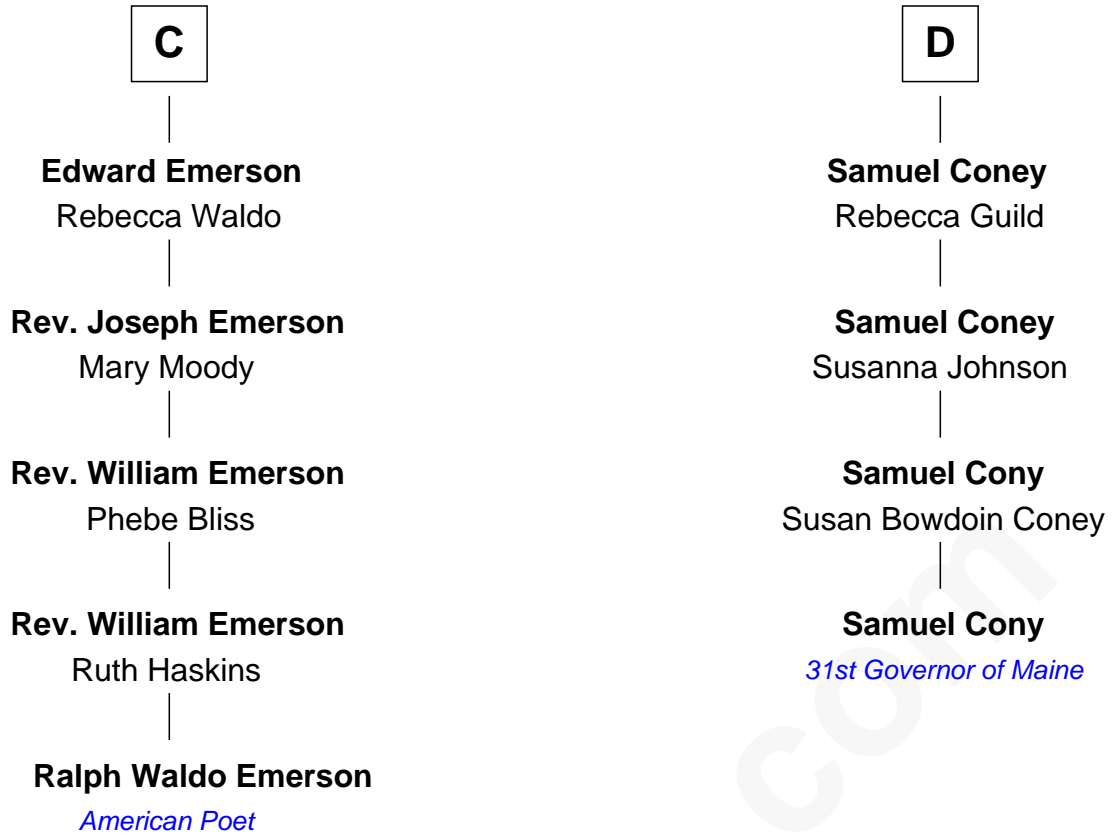 C
Edward Emerson
Rebecca Waldo
Rev. Joseph Emerson
Mary Moody
Rev. William Emerson
Phebe Bliss
Rev. William Emerson
Ruth Haskins
Ralph Waldo Emerson
American Poet
D
Samuel Coney
Rebecca Guild
Samuel Coney
Susanna Johnson
Samuel Cony
Susan Bowdoin Coney
Samuel Cony
31st Governor of Maine
com